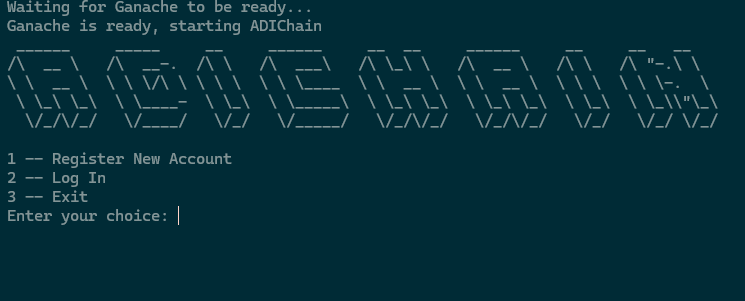 Waiting for Ganache to be ready...
Ganache is ready, starting ADIChain
ADICHAIN
1 -- Register New Account
2 -- Log In
3 -- Exit
Enter your choice: